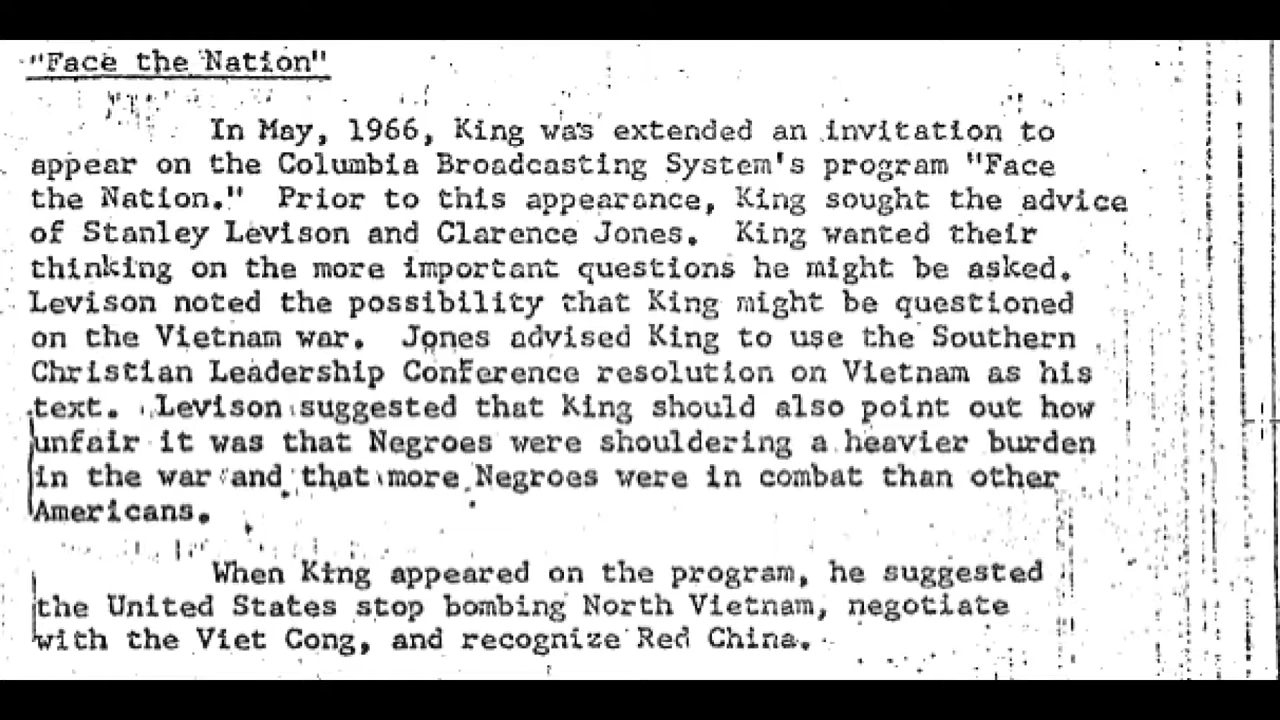 "Face the Nation"
In May, 1966, King was extended an invitation to
appear on the Columbia Broadcasting System's program "Face
the Nation." Prior to this appearance, King sought the advice
of Stanley Levison and Clarence Jones. King wanted their
thinking on the more important questions he might be asked.
Levison noted the possibility that King might be questioned
on the Vietnam war. Jones advised King to use the Southern
Christian Leadership Conference resolution on Vietnam as his
text. Levison suggested that King should also point out how
unfair it was that Negroes were shouldering a heavier burden
in the war and that more Negroes were in combat than other
Americans.
When King appeared on the program, he suggested
the United States stop bombing North Vietnam, negotiate
with the Viet Cong, and recognize Red China.